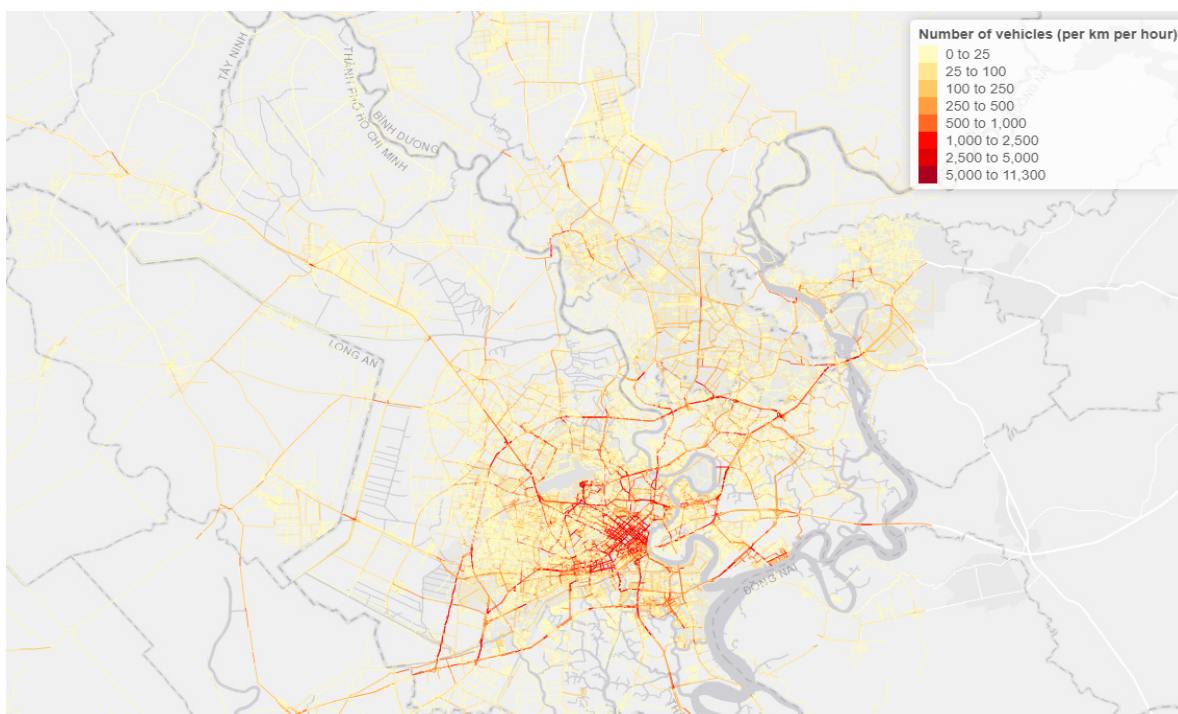 Number of vehicles (per km per hour)
0 to 25
25 to 100
100 to 250
250 to 500
500 to 1,000
1,000 to 2,500
2,500 to 5,000
5,000 to 11,300
TÂY NINH
THÀNH PHỐ HỒ CHÍ MINH
BÌNH DƯƠNG
LONG AN
ĐỒNG NAI